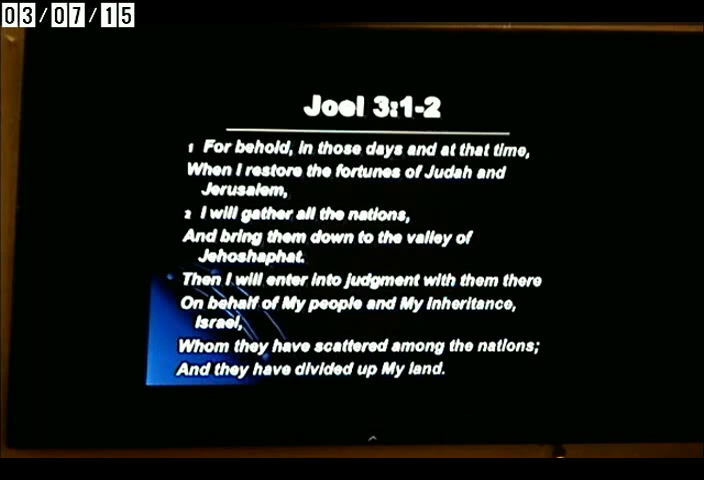 03/07/15
Joel 3:1-2
1 For behold, in those days and at that time,
When I restore the fortunes of Judah and
Jerusalem,
2 I will gather all the nations,
And bring them down to the valley of
Jehoshaphat.
Then I will enter into judgment with them there
On behalf of My people and My inheritance,
Israel,
Whom they have scattered among the nations;
And they have divided up My land.